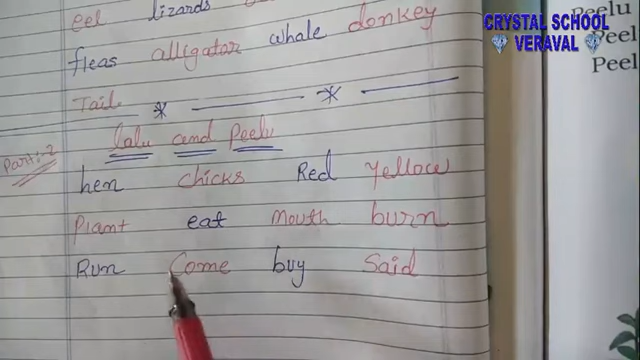 eel lizards
fleas alligator whale donkey
Tail * *
Part:-2
lalu and Peelu
hen chicks Red yellow
Plant eat Mouth burn
Run Come buy Said
CRYSTAL SCHOOL
VERAVAL
Peelu
Peel
Peel